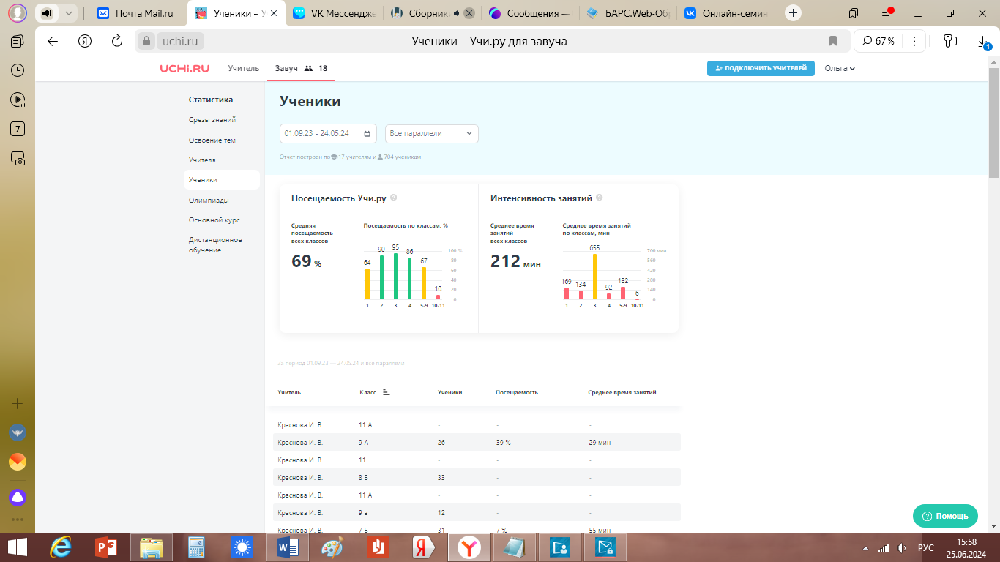 Почта Mail.ru
Ученики – У
VK Мессендже
Сборники
Сообщения —
БАРС.Web-Обр
Онлайн-семин
uchi.ru
Ученики – Учи.ру для завуча
67 %
1
7
UCHi.RU
Учитель
Завуч
18
ПОДКЛЮЧИТЬ УЧИТЕЛЕЙ
Ольга
Статистика
Срезы знаний
Освоение тем
Учителя
Ученики
Олимпиады
Основной курс
Дистанционное
обучение
Ученики
01.09.23 - 24.05.24
Все параллели
Отчет построен по 17 учителям и 704 ученикам
Посещаемость Учи.ру ?
Средняя
посещаемость
всех классов
69 %
Посещаемость по классам, %
64 90 95 86 67 10
100 %
80
60
40
20
0
1 2 3 4 5-9 10-11
Интенсивность занятий ?
Среднее время
занятий
всех классов
212 мин
Среднее время занятий
по классам, мин
169 134 655 92 182 6
700 мин
560
420
280
140
0
1 2 3 4 5-9 10-11
За период 01.09.23 — 24.05.24 и все параллели
Учитель Класс Ученики Посещаемость Среднее время занятий
Краснова И. В. 11 А - - -
Краснова И. В. 9 А 26 39 % 29 мин
Краснова И. В. 11 - - -
Краснова И. В. 8 Б 33 - -
Краснова И. В. 11 А - - -
Краснова И. В. 9 а 12 - -
Краснова И. В. 7 Б 31 7 % 55 мин
Помощь
РУС
15:58
25.06.2024